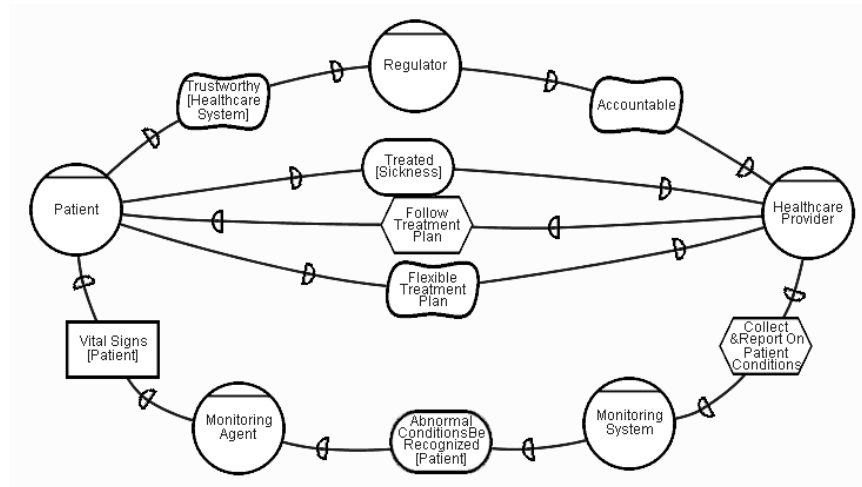 Regulator
Trustworthy
[Healthcare
System]
Accountable
Treated
[Sickness]
Patient
Follow
Treatment
Plan
Healthcare
Provider
Flexible
Treatment
Plan
Vital Signs
[Patient]
Collect
&Report On
Patient
Conditions
Monitoring
Agent
Abnormal
ConditionsBe
Recognized
[Patient]
Monitoring
System